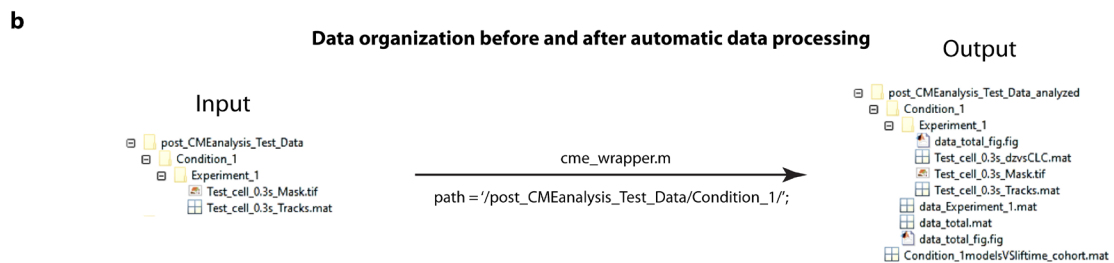 b
Data organization before and after automatic data processing
Input
post_CMEanalysis_Test_Data
Condition_1
Experiment_1
Test_cell_0.3s_Mask.tif
Test_cell_0.3s_Tracks.mat
cme_wrapper.m
path = ‘/post_CMEanalysis_Test_Data/Condition_1/’;
Output
post_CMEanalysis_Test_Data_analyzed
Condition_1
Experiment_1
data_total_fig.fig
Test_cell_0.3s_dzvsCLC.mat
Test_cell_0.3s_Mask.tif
Test_cell_0.3s_Tracks.mat
data_Experiment_1.mat
data_total.mat
data_total_fig.fig
Condition_1modelsVSliftime_cohort.mat